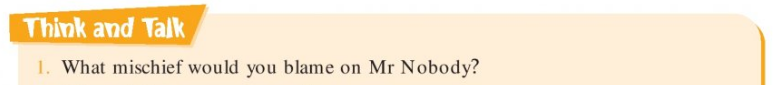 Think and Talk
1. What mischief would you blame on Mr Nobody?